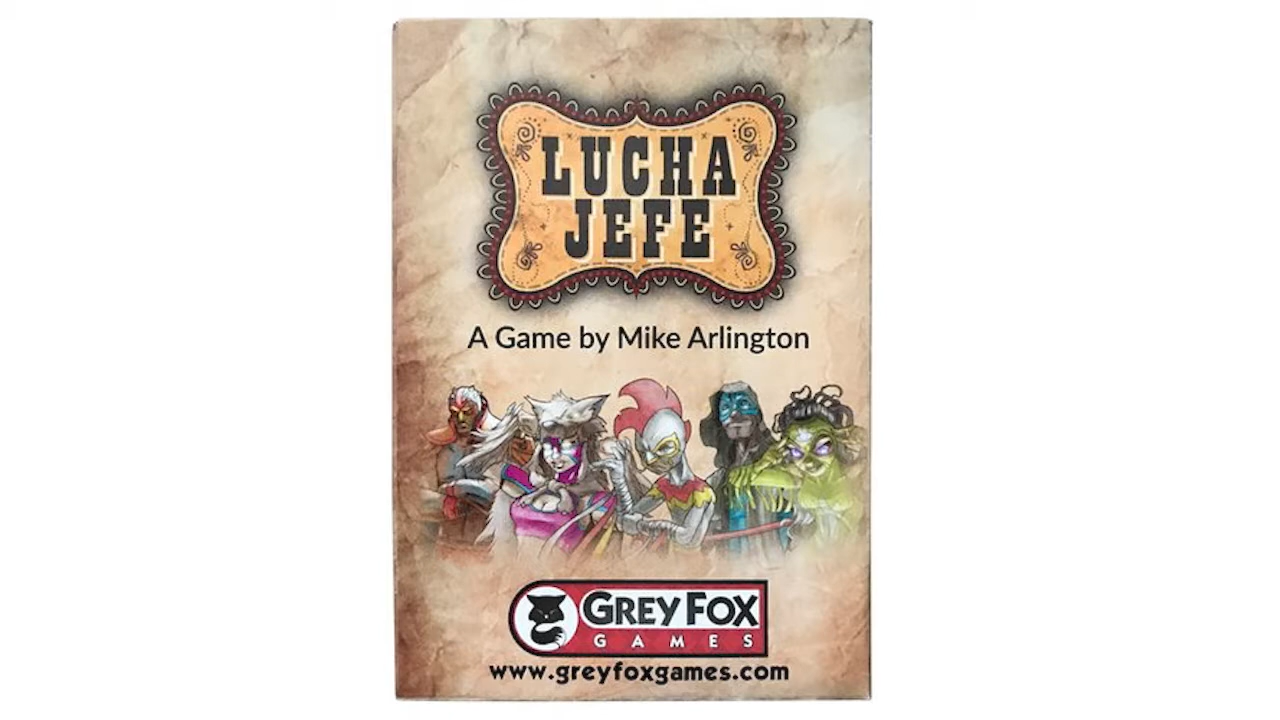 LUCHA
JEFE
A Game by Mike Arlington
GREY FOX
GAMES
www.greyfoxgames.com